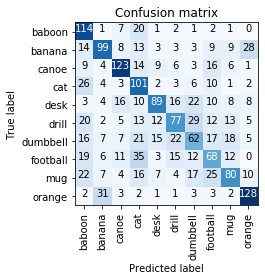 Confusion matrix
True label
baboon 114 1 7 20 1 2 1 2 1 0
banana 14 99 8 13 3 3 3 9 9 28
canoe 9 4 123 14 9 6 3 16 6 1
cat 26 4 3 101 2 3 6 10 1 2
desk 3 4 16 10 89 16 22 10 8 8
drill 20 2 5 13 12 77 29 12 13 5
dumbbell 16 7 7 21 15 22 62 17 18 5
football 19 6 11 35 3 15 12 68 12 0
mug 22 7 4 16 7 4 17 25 80 10
orange 2 31 3 2 1 1 3 3 2 128
baboon banana canoe cat desk drill dumbbell football mug orange
Predicted label